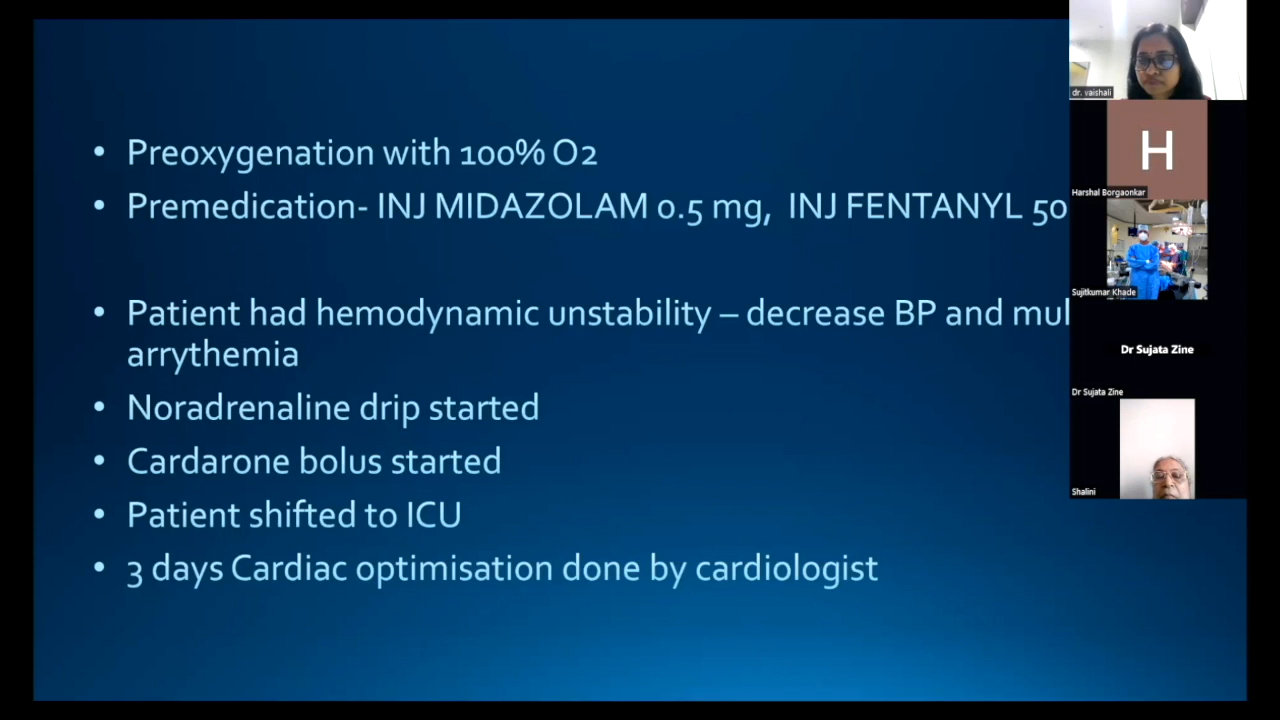 • Preoxygenation with 100% O2
• Premedication- INJ MIDAZOLAM 0.5 mg, INJ FENTANYL 50
• Patient had hemodynamic unstability – decrease BP and
arrythemia
• Noradrenaline drip started
• Cardarone bolus started
• Patient shifted to ICU
• 3 days Cardiac optimisation done by cardiologist
dr. vaishali
H
Harshal Borgaonkar
Sujitkumar Khade
Dr Sujata Zine
Dr Sujata Zine
Shalini